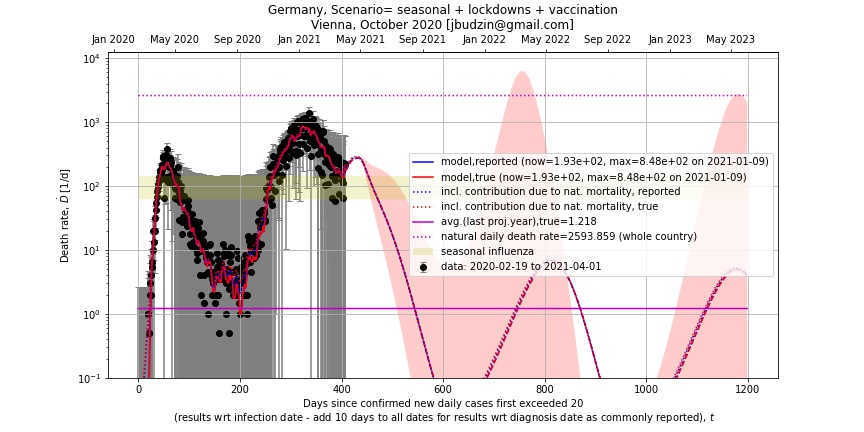 Germany, Scenario= seasonal + lockdowns + vaccination
Vienna, October 2020 [jbudzin@gmail.com]
Jan 2020 May 2020 Sep 2020 Jan 2021 May 2021 Sep 2021 Jan 2022 May 2022 Sep 2022 Jan 2023 May 2023
10⁴
10³
10²
10¹
10⁰
10⁻¹
Death rate, Ḋ [1/d]
model,reported (now=1.93e+02, max=8.48e+02 on 2021-01-09)
model,true (now=1.93e+02, max=8.48e+02 on 2021-01-09)
incl. contribution due to nat. mortality, reported
incl. contribution due to nat. mortality, true
avg.(last proj.year),true=1.218
natural daily death rate=2593.859 (whole country)
seasonal influenza
data: 2020-02-19 to 2021-04-01
0 200 400 600 800 1000 1200
Days since confirmed new daily cases first exceeded 20
(results wrt infection date - add 10 days to all dates for results wrt diagnosis date as commonly reported), t